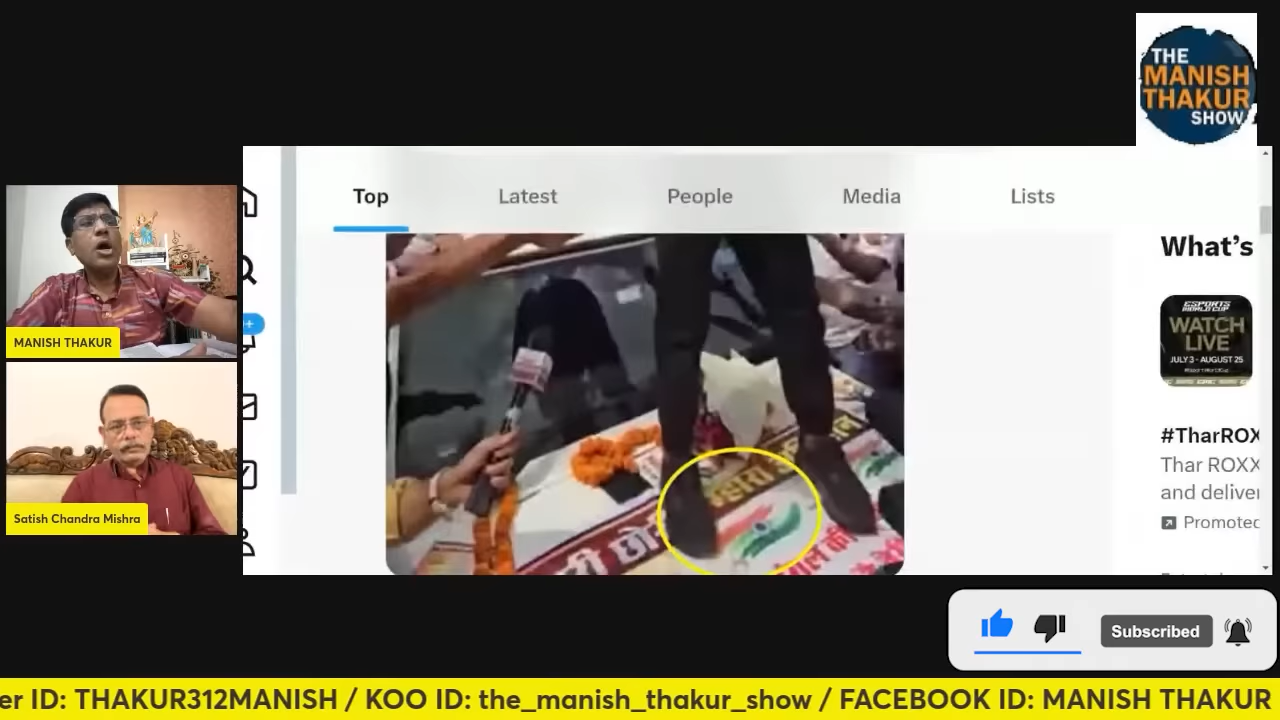 THE
MANISH
THAKUR
SHOW
Top
Latest
People
Media
Lists
What's
ESPORTS
WORLD CUP
WATCH
LIVE
JULY 3 - AUGUST 25
#TharROX
Thar ROXX
and deliver
Promoted
MANISH THAKUR
Satish Chandra Mishra
Subscribed
er ID: THAKUR312MANISH / KOO ID: the_manish_thakur_show / FACEBOOK ID: MANISH THAKUR